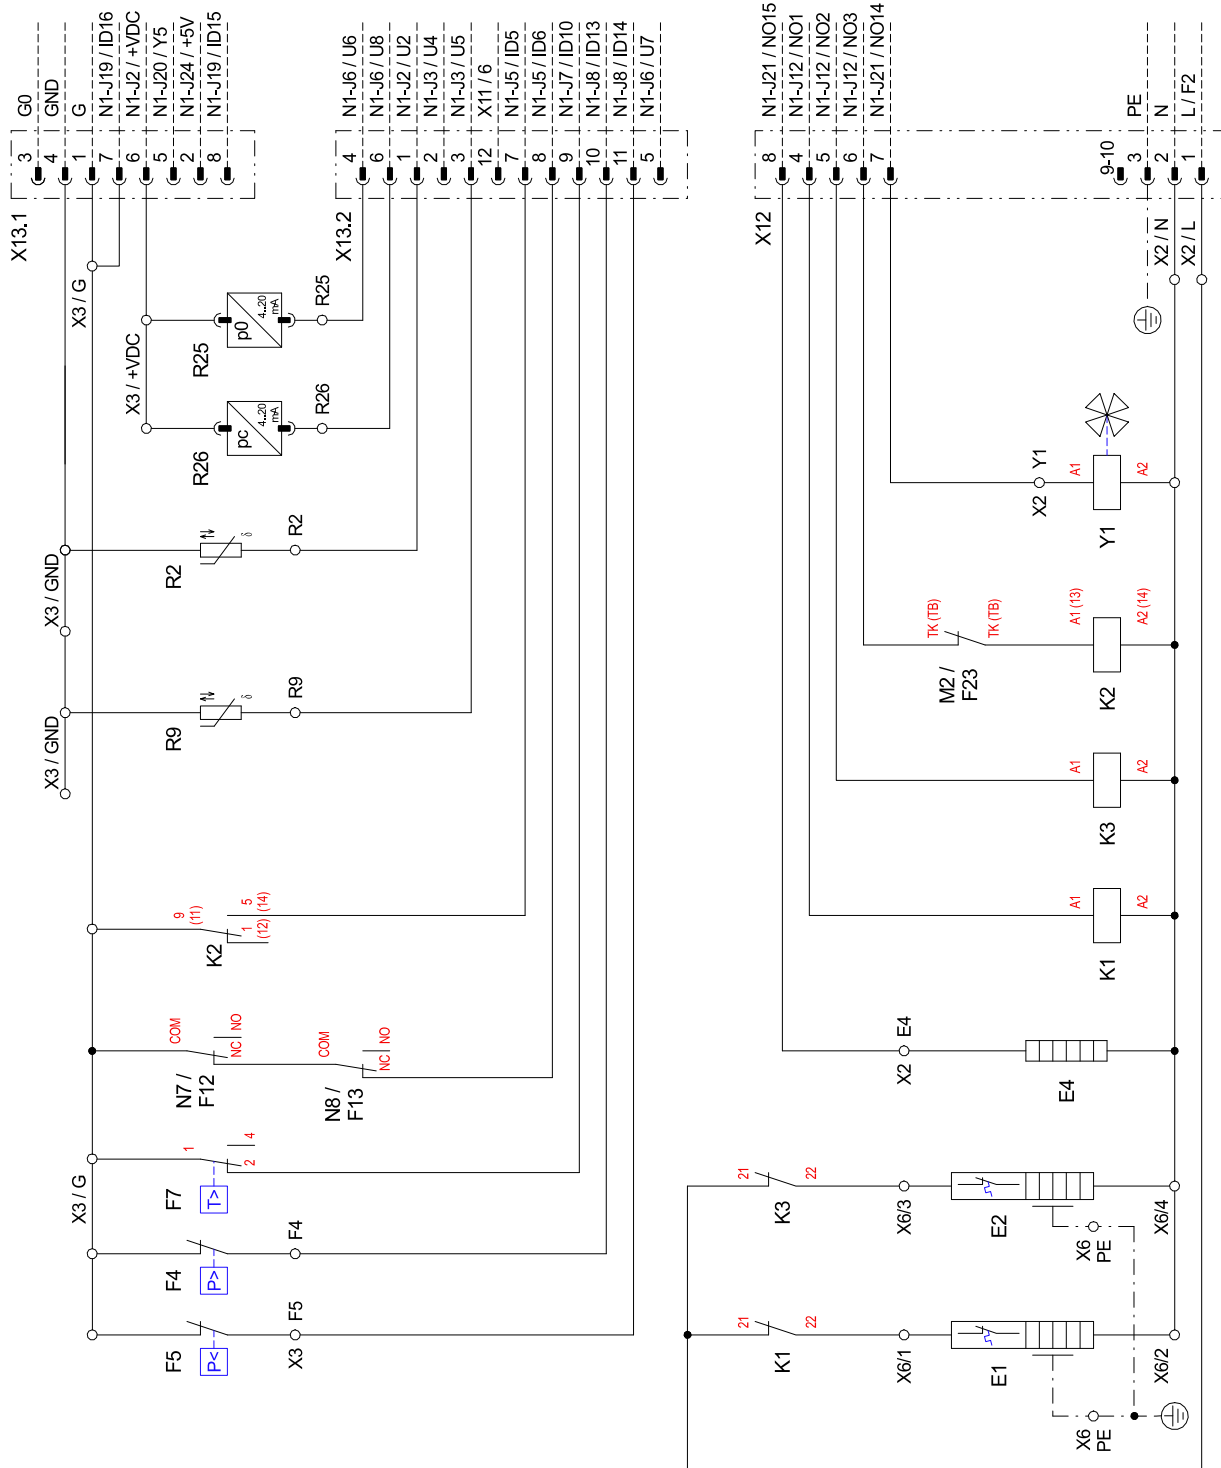 G0
GND
G
N1-J19 / ID16
N1-J2 / +VDC
N1-J20 / Y5
N1-J24 / +5V
N1-J19 / ID15
3
4
1
7
6
5
2
8
X13.1
N1-J6 / U6
N1-J6 / U8
N1-J2 / U2
N1-J3 / U4
N1-J3 / U5
X11 / 6
N1-J5 / ID5
N1-J5 / ID6
N1-J7 / ID10
N1-J8 / ID13
N1-J8 / ID14
N1-J6 / U7
4
6
1
2
3
12
7
8
9
10
11
5
X13.2
N1-J21 / NO15
N1-J12 / NO1
N1-J12 / NO2
N1-J12 / NO3
N1-J21 / NO14
PE
N
L / F2
8
4
5
6
7
9-10
3
2
1
X12
X2 / N
X2 / L
X3 / G
X3 / +VDC
R25
p0
4..20
mA
R25
R26
pc
4..20
mA
R26
X3 / GND
R2
δ
R2
X3 / GND
R9
δ
R9
X2
Y1
A1
A2
Y1
TK (TB)
TK (TB)
M2 /
F23
A1 (13)
A2 (14)
K2
A1
A2
K3
A1
A2
K1
9
(11)
5
(14)
1
(12)
K2
COM
NC
NO
N7 /
F12
COM
NC
NO
N8 /
F13
X2
E4
E4
X3 / G
1
4
2
F7
T>
F4
P>
F4
F5
P<
F5
X3
21
22
K3
X6/3
E2
X6/4
X6
PE
21
22
K1
X6/1
E1
X6/2
X6
PE